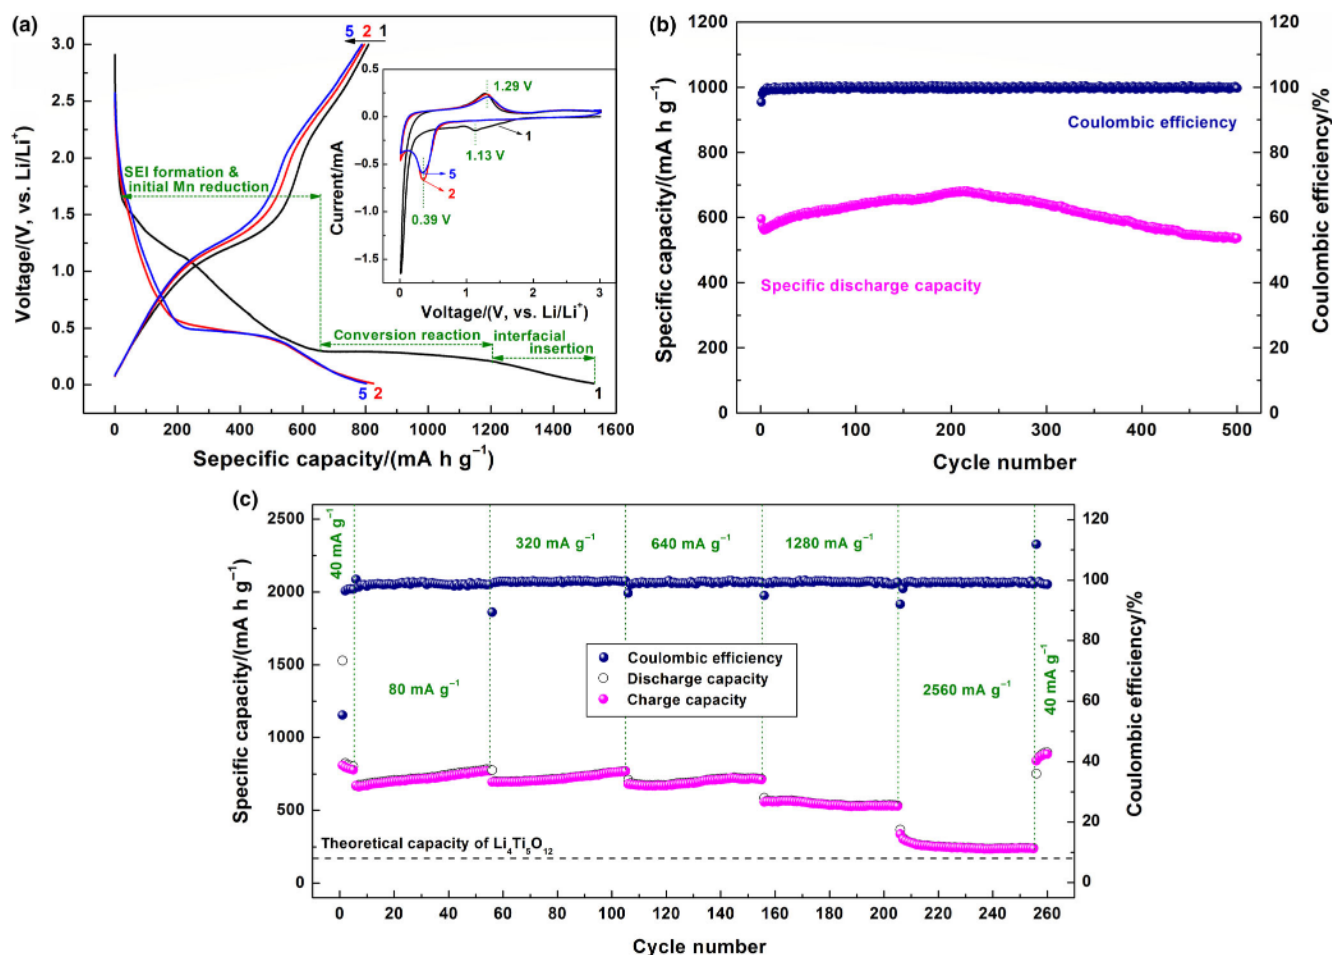 (a)
5 2 1
3.0
2.5
2.0
1.5
1.0
0.5
0.0
Voltage/(V, vs. Li/Li⁺)
SEI formation &
initial Mn reduction
Conversion reaction
interfacial
insertion
5 2
1
0 200 400 600 800 1000 1200 1400 1600
Sepecific capacity/(mA h g⁻¹)
0.5
0.0
−0.5
−1.0
−1.5
Current/mA
1.29 V
1
1.13 V
5
2
0.39 V
0 1 2 3
Voltage/(V, vs. Li/Li⁺)
(b)
1200
1000
800
600
400
200
0
Specific capacity/(mA h g⁻¹)
Coulombic efficiency
Specific discharge capacity
120
100
80
60
40
20
0
Coulombic efficiency/%
0 100 200 300 400 500
Cycle number
(c)
2500
2000
1500
1000
500
0
Specific capacity/(mA h g⁻¹)
40 mA g⁻¹
80 mA g⁻¹
320 mA g⁻¹
640 mA g⁻¹
1280 mA g⁻¹
2560 mA g⁻¹
40 mA g⁻¹
Coulombic efficiency
Discharge capacity
Charge capacity
Theoretical capacity of Li₄Ti₅O₁₂
120
100
80
60
40
20
0
Coulombic efficiency/%
0 20 40 60 80 100 120 140 160 180 200 220 240 260
Cycle number